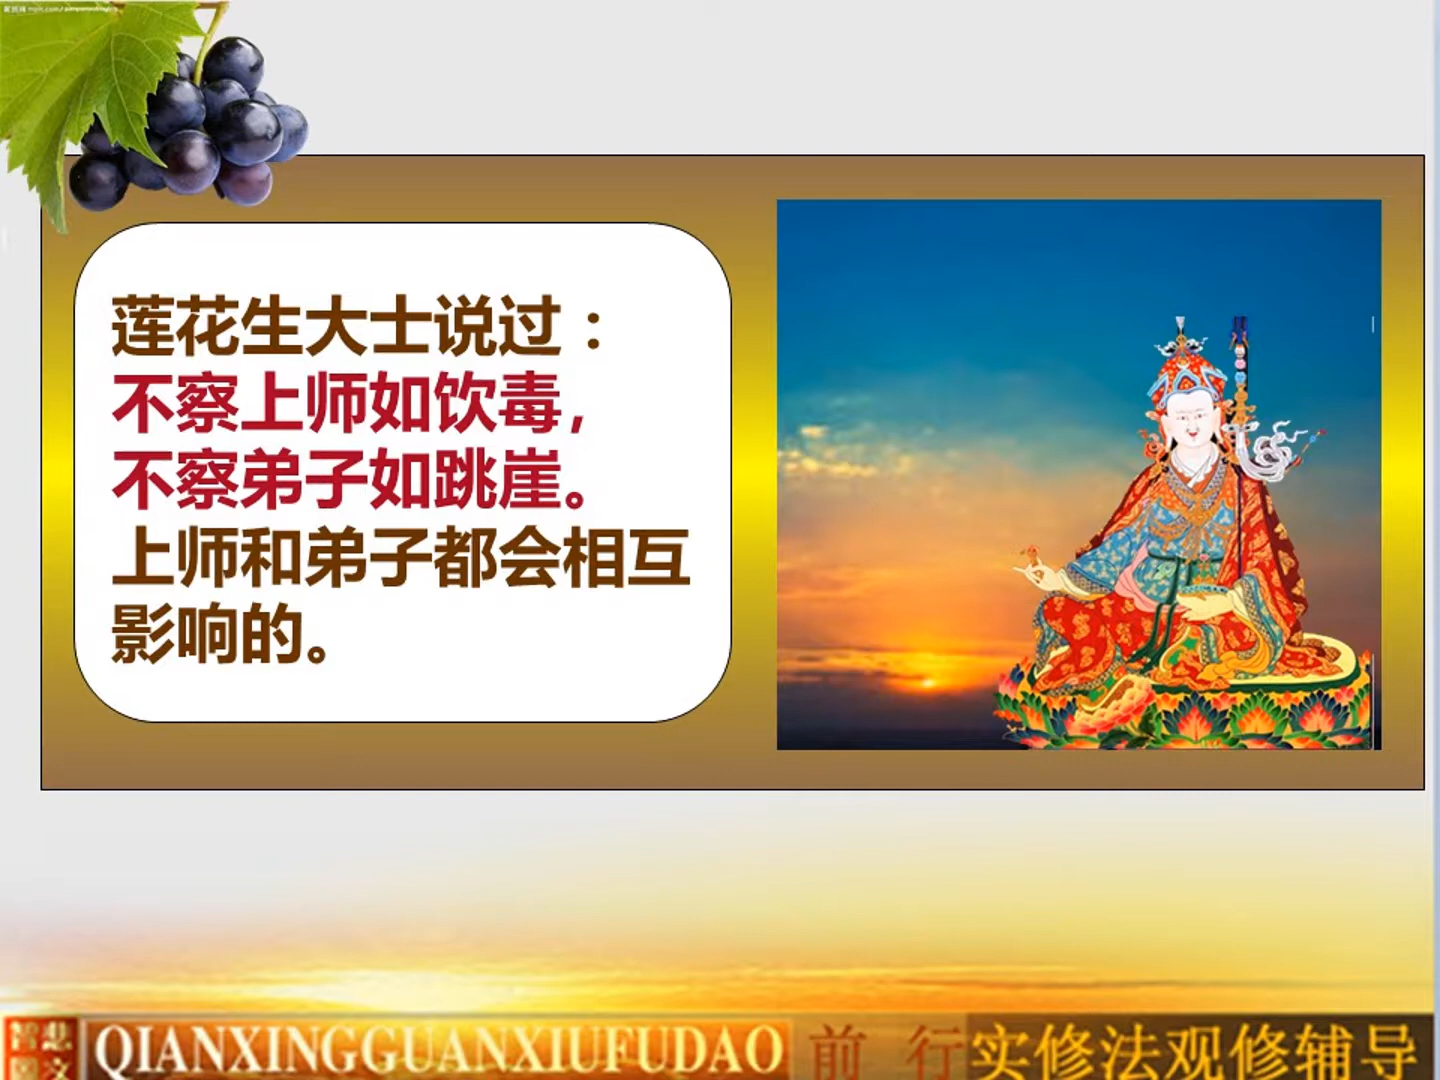 莲花生大士说过：
不察上师如饮毒，
不察弟子如跳崖。
上师和弟子都会相互
影响的。
QIANXINGGUANXIUFUDAO 前 行 实修法观修辅导